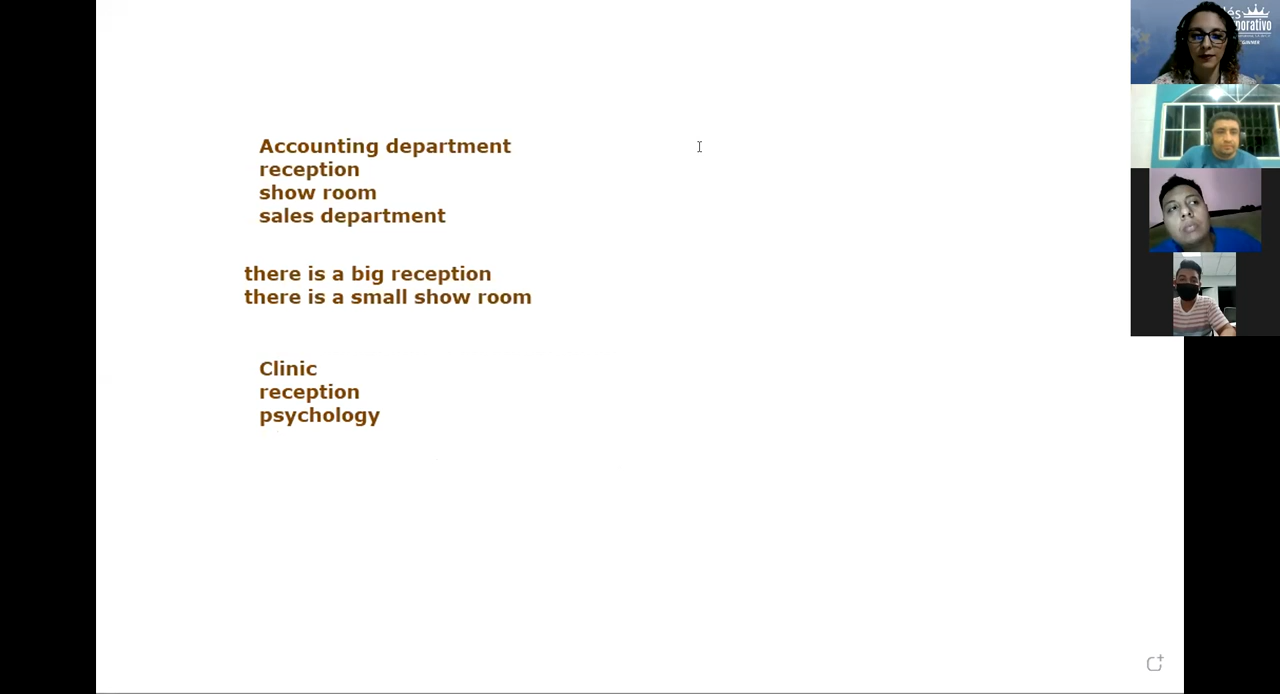 Accounting department
reception
show room
sales department
there is a big reception
there is a small show room
Clinic
reception
psychology